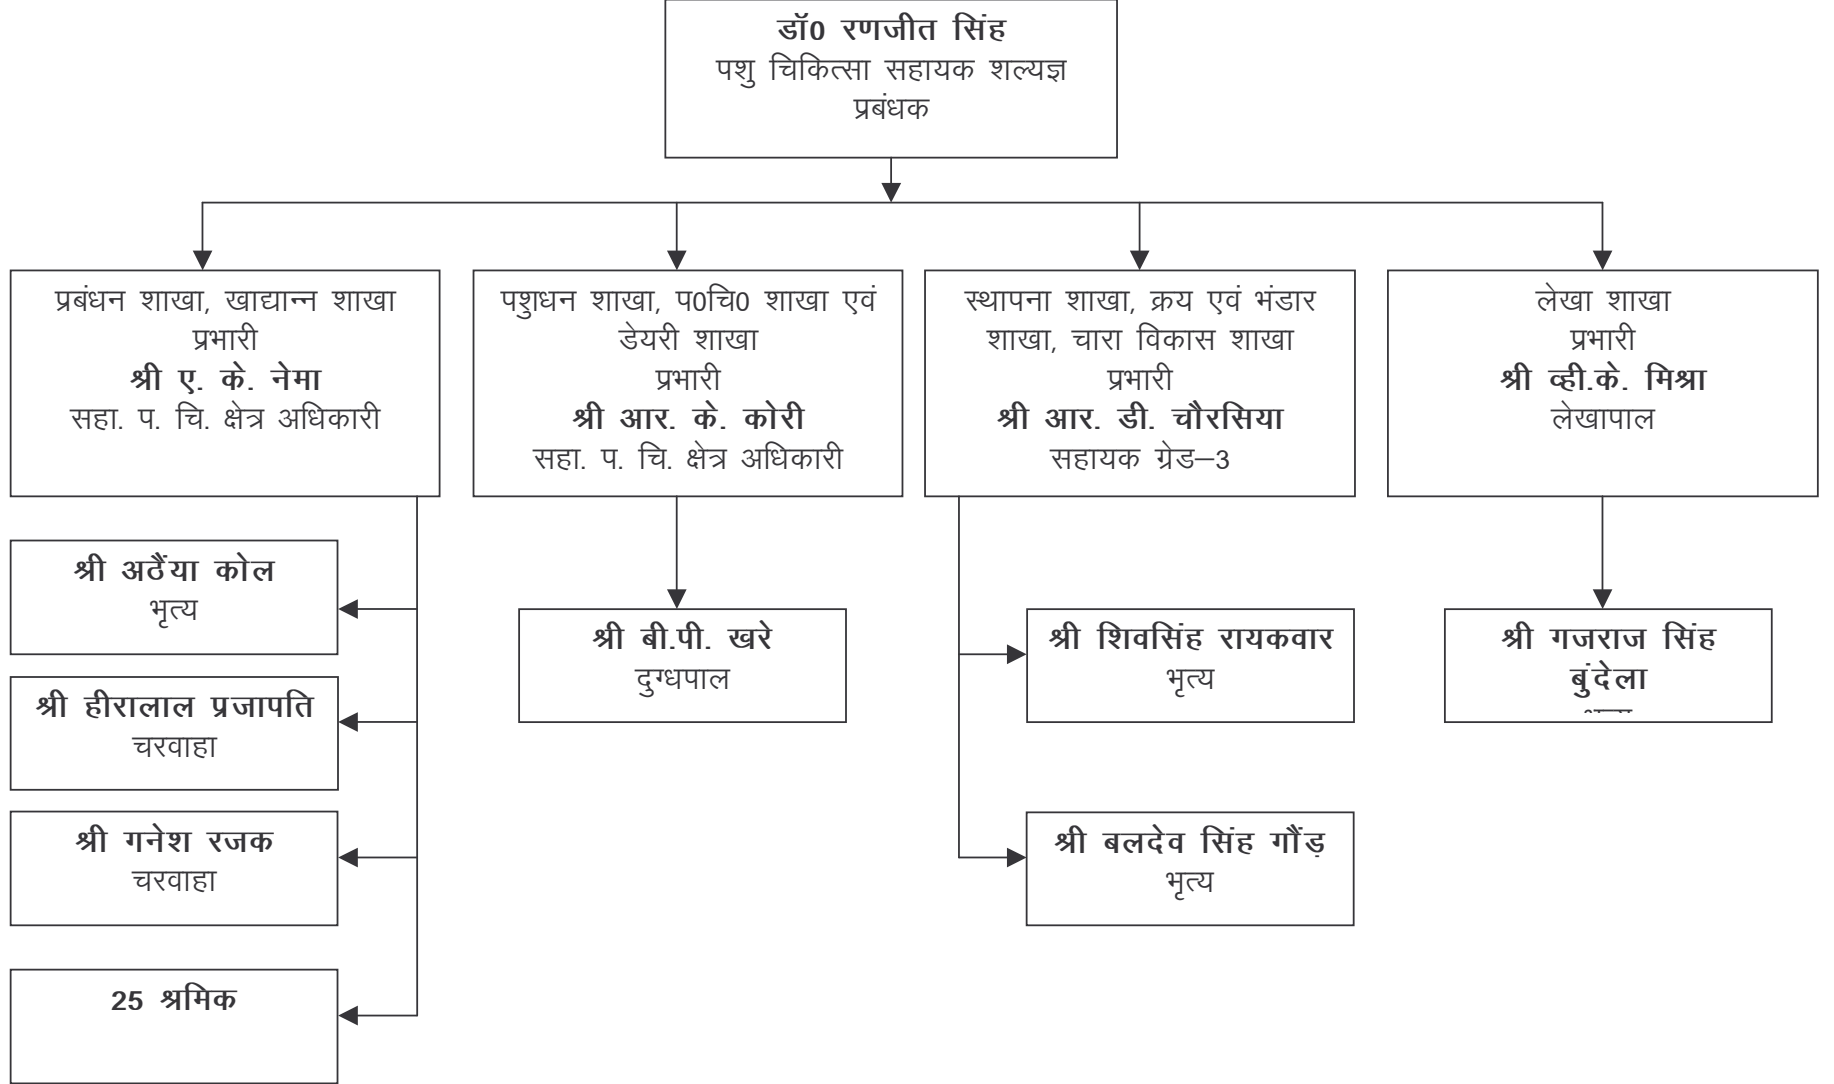 डॉ0 रणजीत सिंह
पशु चिकित्सा सहायक शल्यज्ञ
प्रबंधक
प्रबंधन शाखा, खाद्यान्न शाखा
प्रभारी
श्री ए. के. नेमा
सहा. प. चि. क्षेत्र अधिकारी
पशुधन शाखा, प0चि0 शाखा एवं
डेयरी शाखा
प्रभारी
श्री आर. के. कोरी
सहा. प. चि. क्षेत्र अधिकारी
स्थापना शाखा, क्रय एवं भंडार
शाखा, चारा विकास शाखा
प्रभारी
श्री आर. डी. चौरसिया
सहायक ग्रेड–3
लेखा शाखा
प्रभारी
श्री व्ही.के. मिश्रा
लेखापाल
श्री अठैंया कोल
भृत्य
श्री हीरालाल प्रजापति
चरवाहा
श्री गनेश रजक
चरवाहा
25 श्रमिक
श्री बी.पी. खरे
दुग्धपाल
श्री शिवसिंह रायकवार
भृत्य
श्री बलदेव सिंह गौंड़
भृत्य
श्री गजराज सिंह
बुंदेला